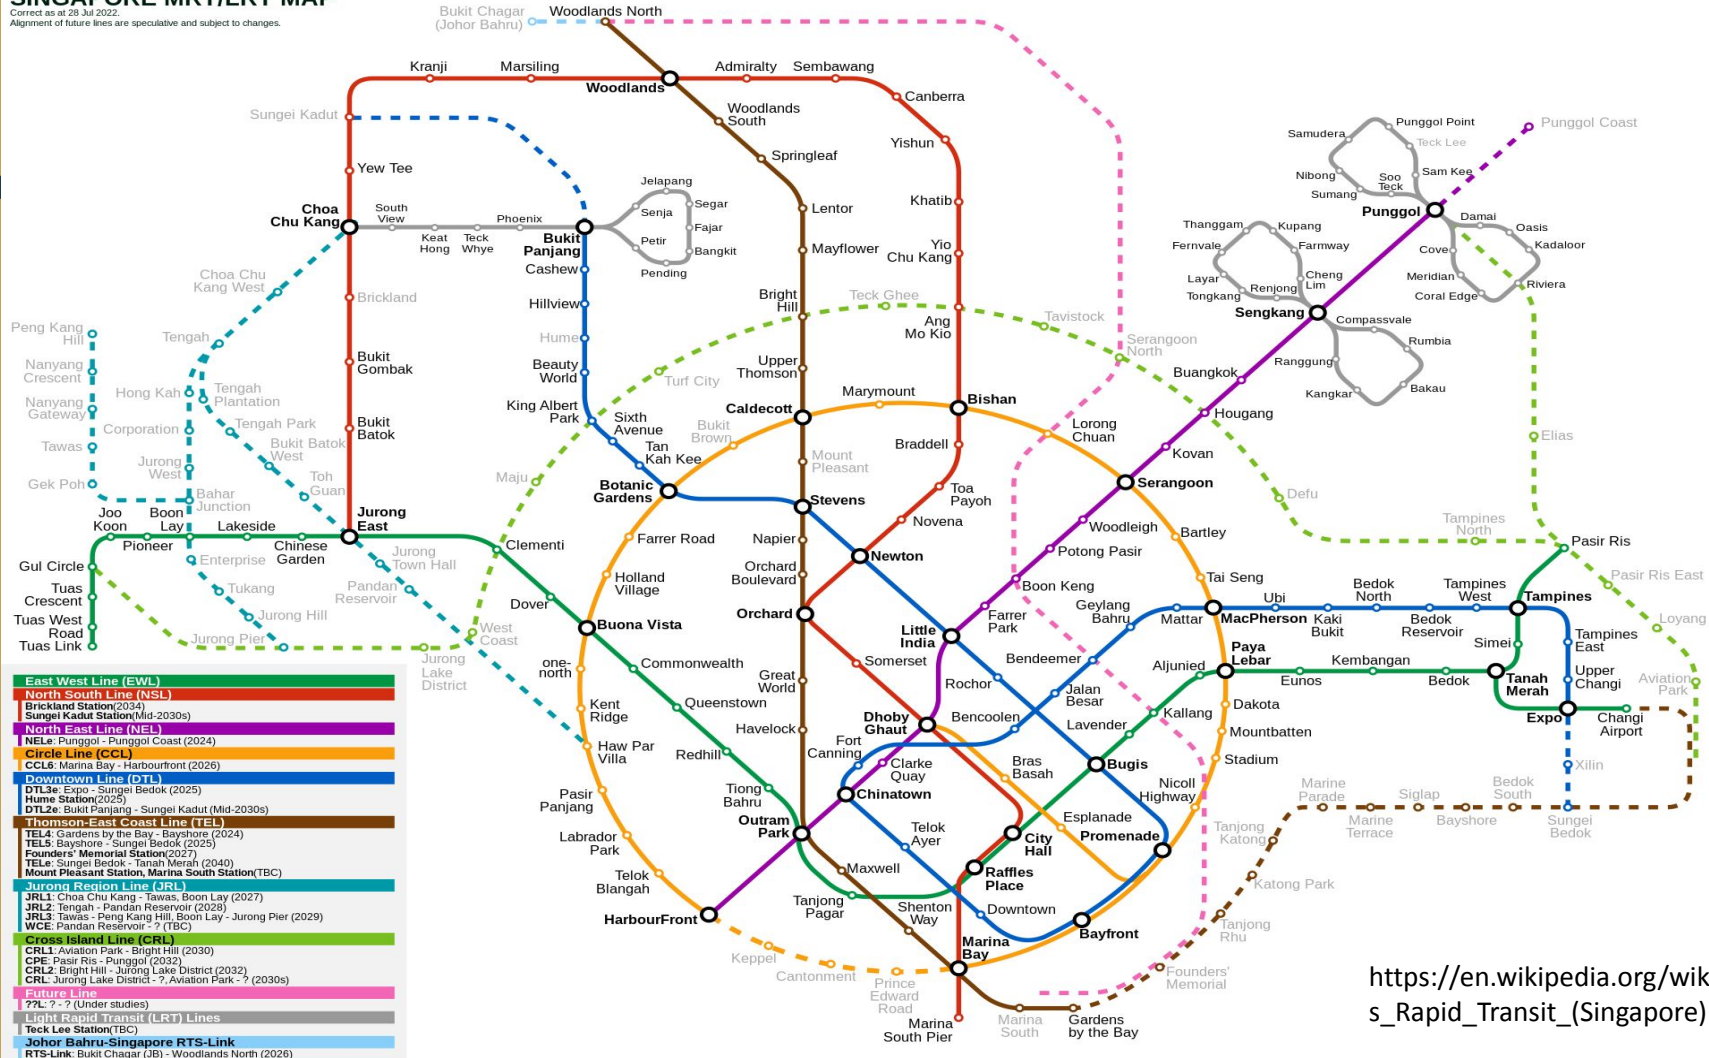 SINGAPORE MRT/LRT MAP
Correct as at 28 Jul 2022.
Alignment of future lines are speculative and subject to changes.
Bukit Chagar
(Johor Bahru)
Woodlands North
Kranji
Marsiling
Woodlands
Admiralty
Sembawang
Canberra
Woodlands
South
Sungei Kadut
Yishun
Springleaf
Yew Tee
Khatib
Lentor
Choa
Chu Kang
South
View
Keat
Hong
Teck
Whye
Phoenix
Bukit
Panjang
Jelapang
Senja
Segar
Fajar
Petir
Bangkit
Pending
Mayflower
Yio
Chu Kang
Cashew
Choa Chu
Kang West
Hillview
Brickland
Bright
Hill
Teck Ghee
Ang
Mo Kio
Tavistock
Serangoon
North
Samudera
Punggol Point
Teck Lee
Punggol Coast
Nibong
Soo
Teck
Sam Kee
Sumang
Punggol
Damai
Oasis
Cove
Kadaloor
Meridian
Riviera
Coral Edge
Thanggam
Kupang
Fernvale
Farmway
Layar
Cheng
Lim
Tongkang
Renjong
Sengkang
Compassvale
Rumbia
Ranggung
Bakau
Kangkar
Peng Kang
Hill
Tengah
Hume
Nanyang
Crescent
Bukit
Gombak
Beauty
World
Upper
Thomson
Turf City
Buangkok
Hong Kah
Tengah
Plantation
Nanyang
Gateway
King Albert
Park
Sixth
Avenue
Caldecott
Marymount
Bishan
Hougang
Corporation
Tengah Park
Bukit
Batok
Bukit
Brown
Lorong
Chuan
Elias
Tawas
Bukit Batok
West
Tan
Kah Kee
Braddell
Kovan
Jurong
West
Mount
Pleasant
Gek Poh
Toh
Guan
Maju
Botanic
Gardens
Stevens
Toa
Payoh
Serangoon
Defu
Bahar
Junction
Joo
Koon
Boon
Lay
Lakeside
Jurong
East
Novena
Woodleigh
Bartley
Tampines
North
Pioneer
Chinese
Garden
Clementi
Farrer Road
Napier
Newton
Potong Pasir
Pasir Ris
Gul Circle
Enterprise
Jurong
Town Hall
Orchard
Boulevard
Boon Keng
Tai Seng
Bedok
North
Tampines
West
Pasir Ris East
Tuas
Crescent
Tukang
Pandan
Reservoir
Dover
Holland
Village
Farrer
Park
Geylang
Bahru
Mattar
MacPherson
Ubi
Kaki
Bukit
Bedok
Reservoir
Tampines
Loyang
Tuas West
Road
Jurong Hill
Buona Vista
Orchard
Little
India
Tuas Link
Jurong Pier
West
Coast
Simei
Tampines
East
Jurong
Lake
District
one-
north
Commonwealth
Somerset
Bendemeer
Aljunied
Paya
Lebar
Eunos
Kembangan
Bedok
Tanah
Merah
Upper
Changi
Aviation
Park
Great
World
Rochor
Jalan
Besar
Kent
Ridge
Queenstown
Dhoby
Ghaut
Bencoolen
Lavender
Kallang
Dakota
Expo
Changi
Airport
Havelock
Mountbatten
Haw Par
Villa
Redhill
Fort
Canning
Clarke
Quay
Bras
Basah
Bugis
Stadium
Xilin
Pasir
Panjang
Tiong
Bahru
Chinatown
Nicoll
Highway
Marine
Parade
Marine
Terrace
Siglap
Bayshore
Bedok
South
Sungei
Bedok
Outram
Park
Telok
Ayer
Esplanade
Promenade
Tanjong
Katong
Labrador
Park
City
Hall
Maxwell
Raffles
Place
Telok
Blangah
Katong Park
Tanjong
Pagar
Shenton
Way
Downtown
HarbourFront
Bayfront
Tanjong
Rhu
Marina
Bay
Keppel
Cantonment
Prince
Edward
Road
Founders'
Memorial
Marina
South Pier
Marina
South
Gardens
by the Bay
East West Line (EWL)
North South Line (NSL)
Brickland Station(2034)
Sungei Kadut Station(Mid-2030s)
North East Line (NEL)
NELe: Punggol - Punggol Coast (2024)
Circle Line (CCL)
CCL6: Marina Bay - Harbourfront (2026)
Downtown Line (DTL)
DTL3e: Expo - Sungei Bedok (2025)
Hume Station(2025)
DTL2e: Bukit Panjang - Sungei Kadut (Mid-2030s)
Thomson-East Coast Line (TEL)
TEL4: Gardens by the Bay - Bayshore (2024)
TEL5: Bayshore - Sungei Bedok (2025)
Founders' Memorial Station(2027)
TELe: Sungei Bedok - Tanah Merah (2040)
Mount Pleasant Station, Marina South Station(TBC)
Jurong Region Line (JRL)
JRL1: Choa Chu Kang - Tawas, Boon Lay (2027)
JRL2: Tengah - Pandan Reservoir (2028)
JRL3: Tawas - Peng Kang Hill, Boon Lay - Jurong Pier (2029)
WCE: Pandan Reservoir - ? (TBC)
Cross Island Line (CRL)
CRL1: Aviation Park - Bright Hill (2030)
CPE: Pasir Ris - Punggol (2032)
CRL2: Bright Hill - Jurong Lake District (2032)
CRL: Jurong Lake District - ?, Aviation Park - ? (2030s)
Future Line
??L: ? - ? (Under studies)
Light Rapid Transit (LRT) Lines
Teck Lee Station(TBC)
Johor Bahru-Singapore RTS-Link
RTS-Link: Bukit Chagar (JB) - Woodlands North (2026)
https://en.wikipedia.org/wik
s_Rapid_Transit_(Singapore)